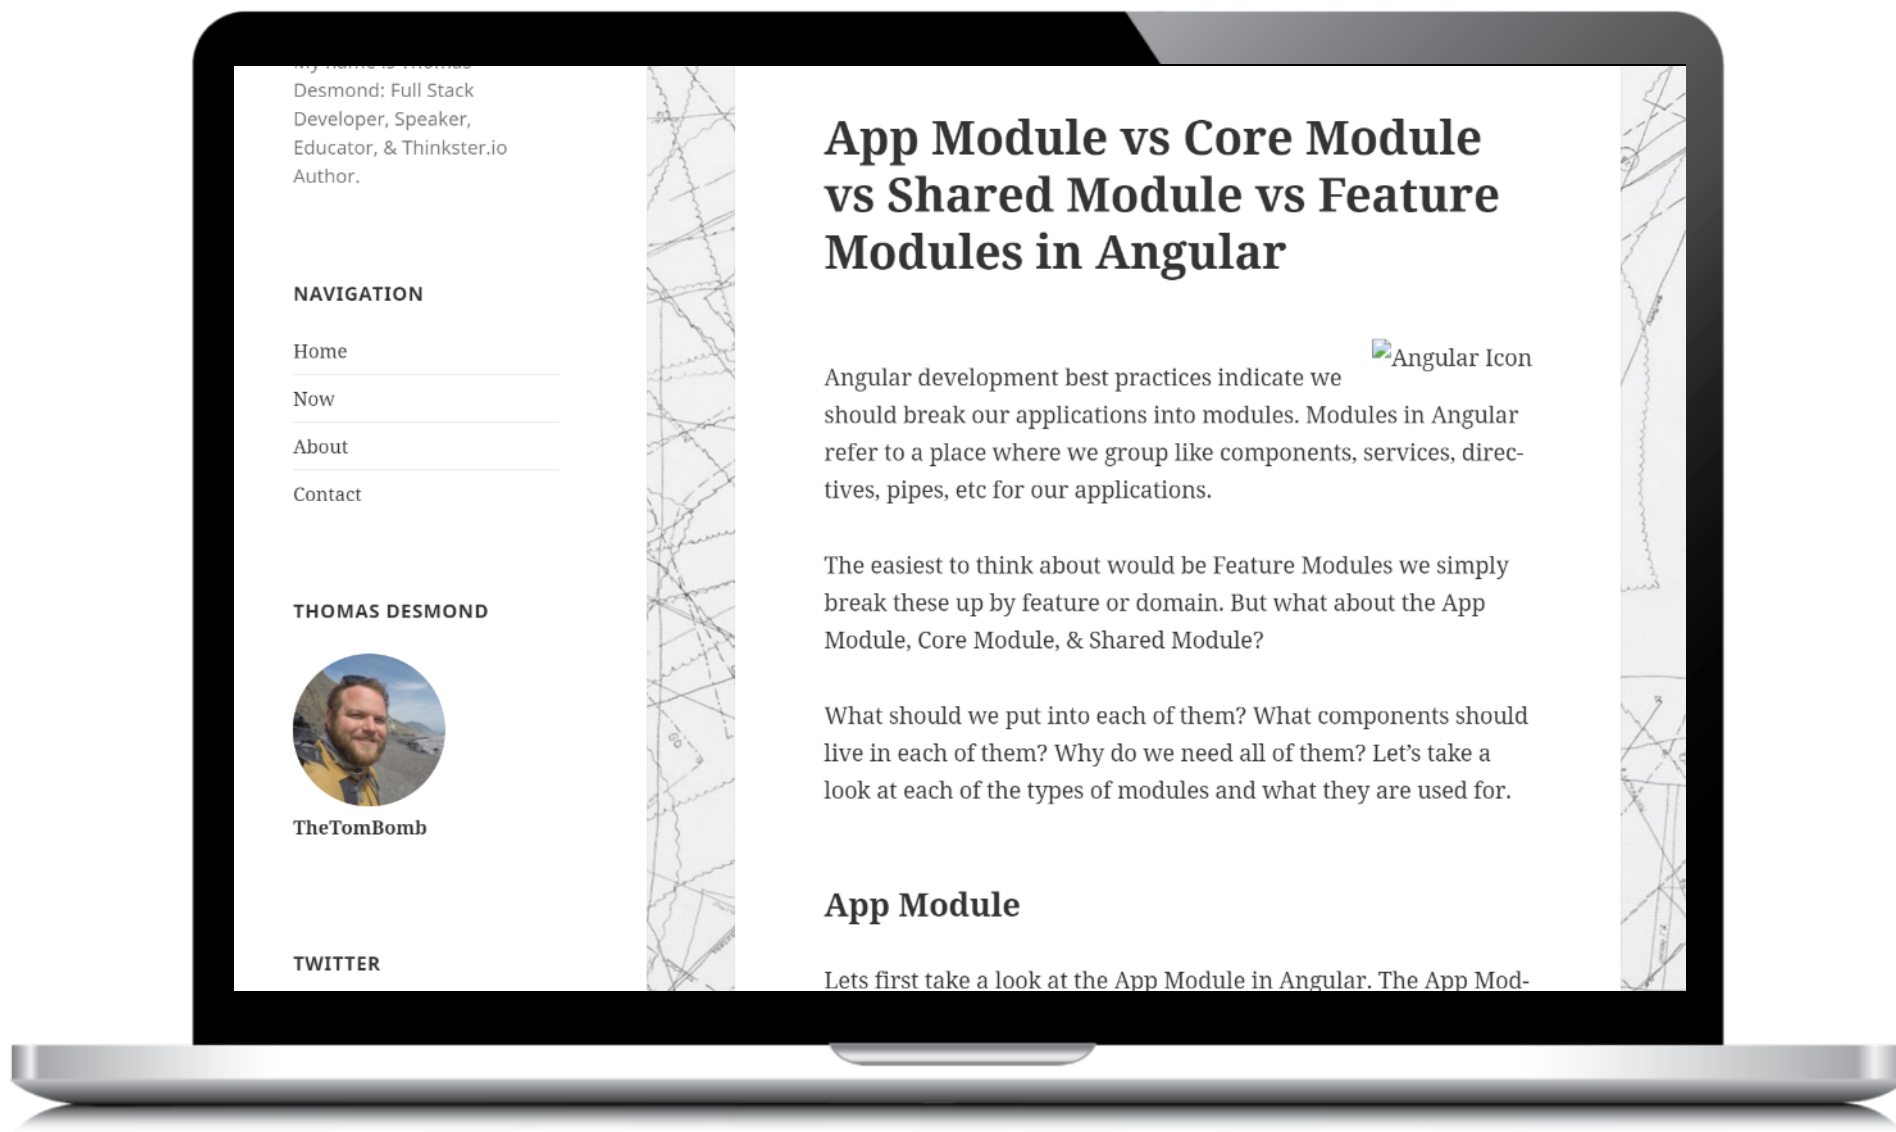 My name is Thomas
Desmond: Full Stack
Developer, Speaker,
Educator, & Thinkster.io
Author.
NAVIGATION
Home
Now
About
Contact
THOMAS DESMOND
TheTomBomb
TWITTER
App Module vs Core Module
vs Shared Module vs Feature
Modules in Angular
Angular Icon
Angular development best practices indicate we
should break our applications into modules. Modules in Angular
refer to a place where we group like components, services, direc-
tives, pipes, etc for our applications.
The easiest to think about would be Feature Modules we simply
break these up by feature or domain. But what about the App
Module, Core Module, & Shared Module?
What should we put into each of them? What components should
live in each of them? Why do we need all of them? Let’s take a
look at each of the types of modules and what they are used for.
App Module
Lets first take a look at the App Module in Angular. The App Mod-